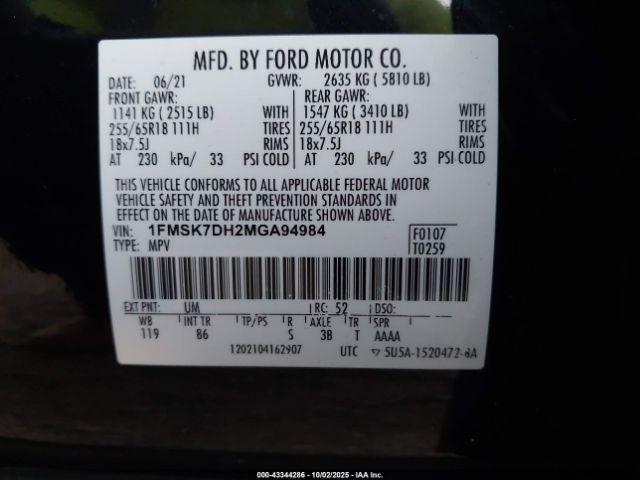 MFD. BY FORD MOTOR CO.
DATE: 06/21 GVWR: 2635 KG ( 5810 LB)
FRONT GAWR: REAR GAWR:
1141 KG ( 2515 LB) WITH 1547 KG ( 3410 LB) WITH
255/65R18 111H TIRES 255/65R18 111H TIRES
18x7.5J RIMS 18x7.5J RIMS
AT 230 kPa/ 33 PSI COLD AT 230 kPa/ 33 PSI COLD
THIS VEHICLE CONFORMS TO ALL APPLICABLE FEDERAL MOTOR
VEHICLE SAFETY AND THEFT PREVENTION STANDARDS IN
EFFECT ON THE DATE OF MANUFACTURE SHOWN ABOVE.
VIN: 1FMSK7DH2MGA94984 F0107
TYPE: MPV T0259
EXT PNT: UM RC: 52 DSO:
WB INT TR TP/PS R AXLE TR SPR
119 86 S 3B T AAAA
1202104162907 UTC 5U5A-1520472-
000-43344286 - 10/02/2025 - IAAI.COM